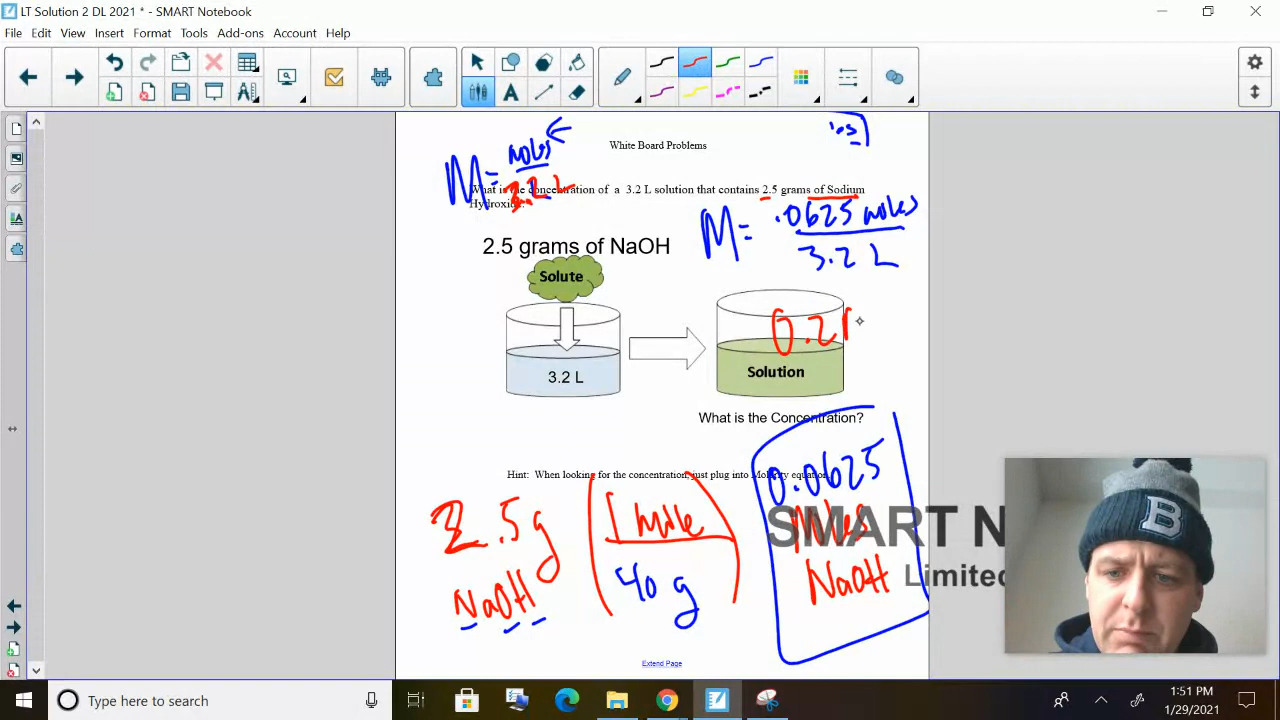 LT Solution 2 DL 2021 * - SMART Notebook
File Edit View Insert Format Tools Add-ons Account Help
White Board Problems
M = moles
3.2 L
What is the concentration of a 3.2 L solution that contains 2.5 grams of Sodium
Hydroxide.
M = .0625 moles
3.2 L
2.5 grams of NaOH
Solute
3.2 L
0.21
Solution
What is the Concentration?
Hint: When looking for the concentration, just plug into Molarity equation
2.5g
NaOH
1 mole
40 g
0.0625
Moles
NaOH
SMART N
Limited
B
Extend Page
Type here to search
1:51 PM
1/29/2021